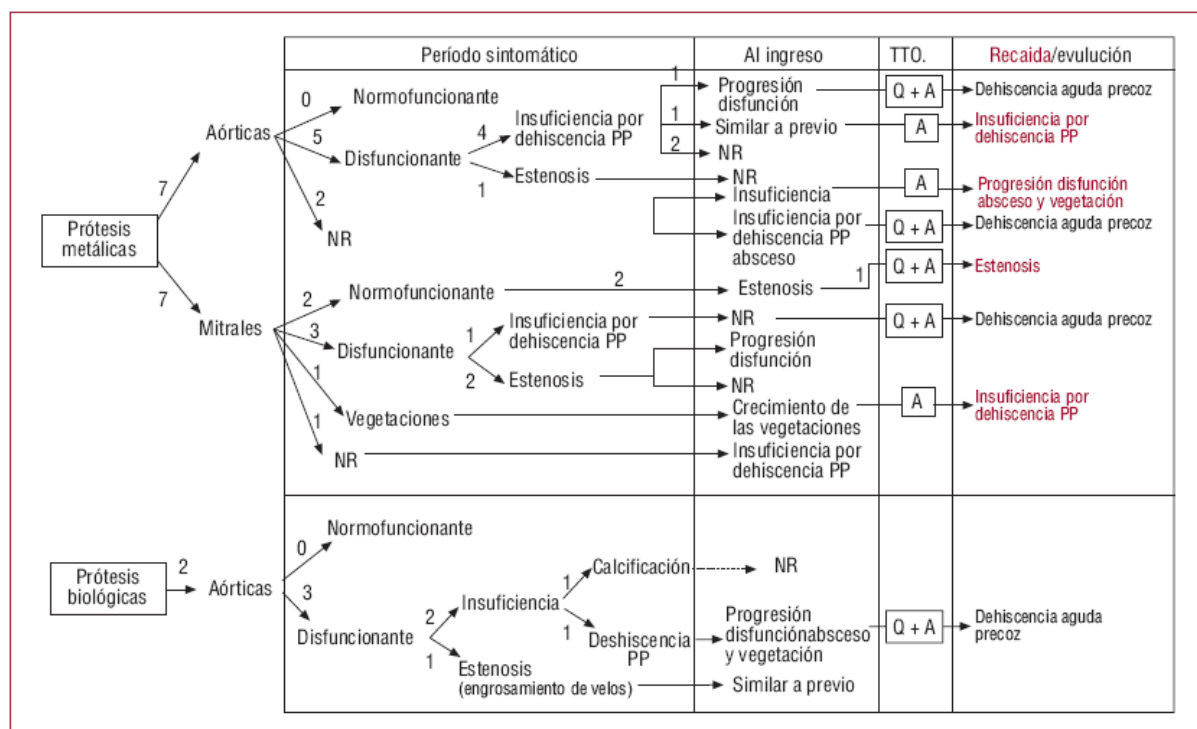 Período sintomático
Al ingreso
TTO.
Recaida/evulución
Prótesis
metálicas
7
7
Aórticas
0
5
2
Normofuncionante
Disfuncionante
NR
4
1
Insuficiencia por
dehiscencia PP
Estenosis
1
1
2
Progresión
disfunción
Similar a previo
NR
NR
Insuficiencia
Insuficiencia por
dehiscencia PP
absceso
Q + A
A
A
Q + A
Dehiscencia aguda precoz
Insuficiencia por
dehiscencia PP
Progresión disfunción
absceso y vegetación
Dehiscencia aguda precoz
Mitrales
2
3
1
1
Normofuncionante
2
Estenosis
1
Q + A
Estenosis
Disfuncionante
1
2
Insuficiencia por
dehiscencia PP
Estenosis
NR
Q + A
Dehiscencia aguda precoz
Progresión
disfunción
NR
Vegetaciones
Crecimiento de
las vegetaciones
A
Insuficiencia por
dehiscencia PP
NR
Insuficiencia por
dehiscencia PP
Prótesis
biológicas
2
Aórticas
0
3
Normofuncionante
Disfuncionante
2
1
Insuficiencia
Estenosis
(engrosamiento de velos)
1
1
Calcificación
Deshiscencia
PP
NR
Progresión
disfunciónabsceso
y vegetación
Similar a previo
Q + A
Dehiscencia aguda
precoz